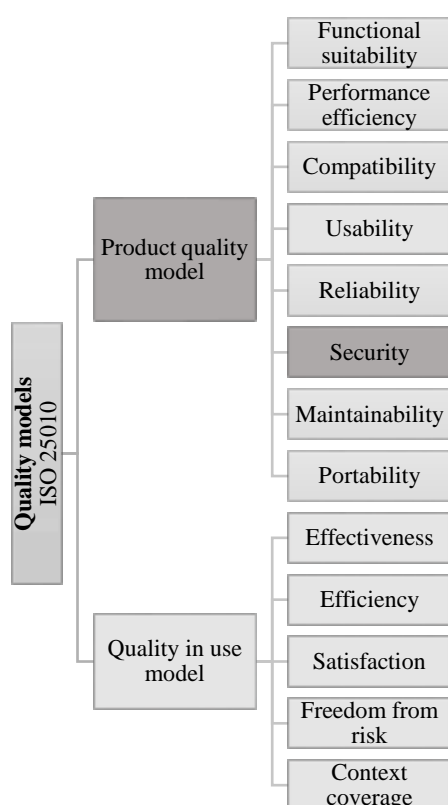 Quality models
ISO 25010
Product quality
model
Functional
suitability
Performance
efficiency
Compatibility
Usability
Reliability
Security
Maintainability
Portability
Quality in use
model
Effectiveness
Efficiency
Satisfaction
Freedom from
risk
Context
coverage